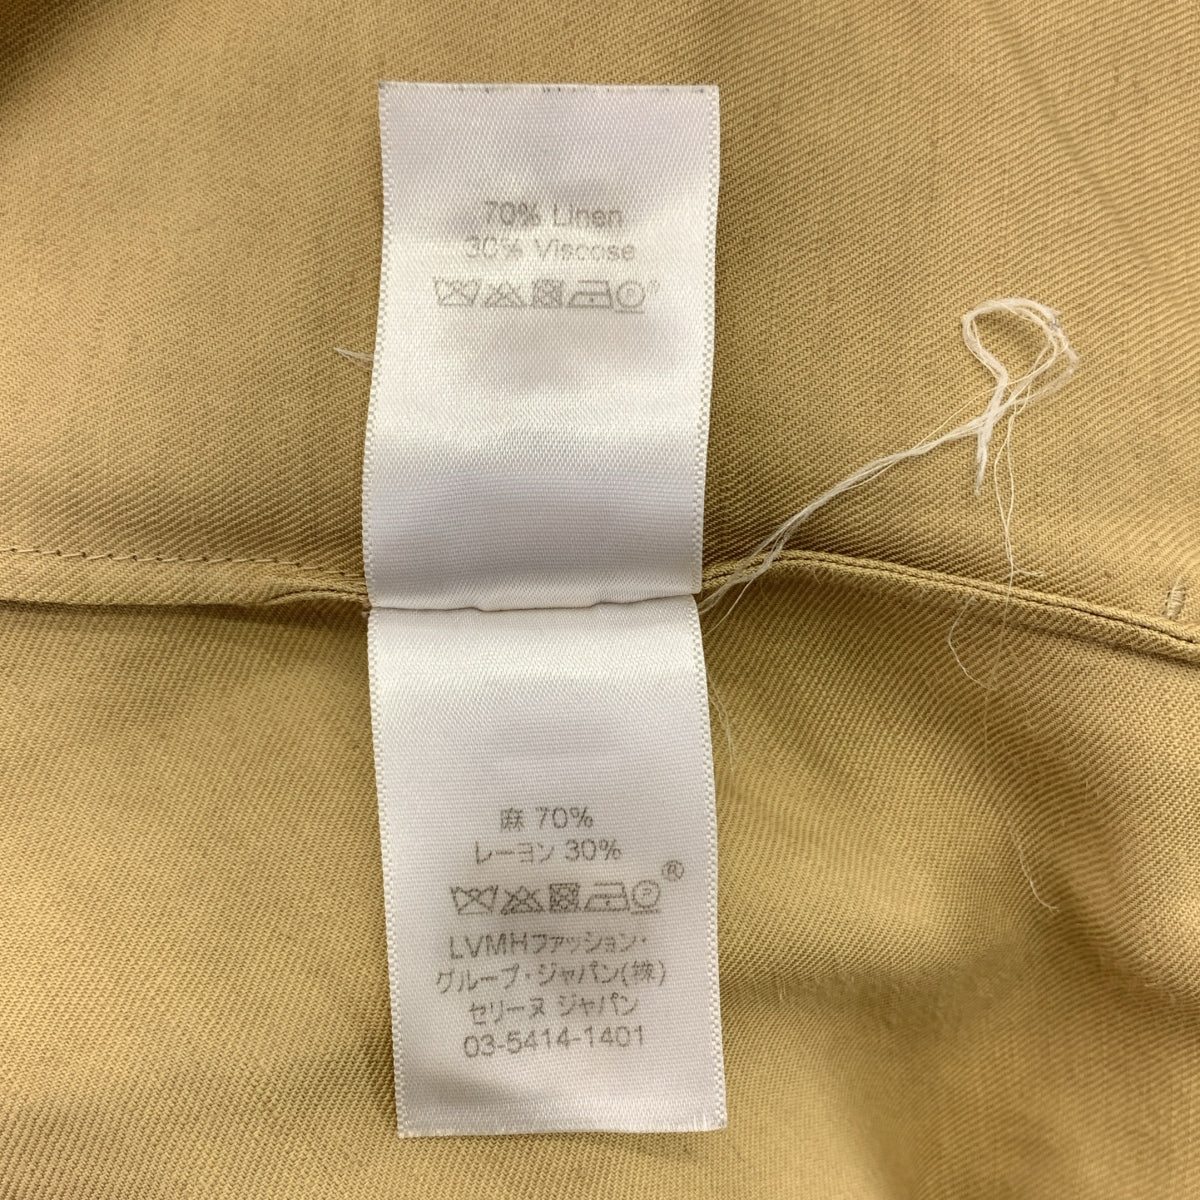 70% Linen
30% Viscose
P
麻 70%
レーヨン 30%
®
P
LVMHファッション・
グループ・ジャパン(株)
セリーヌ ジャパン
03-5414-1401